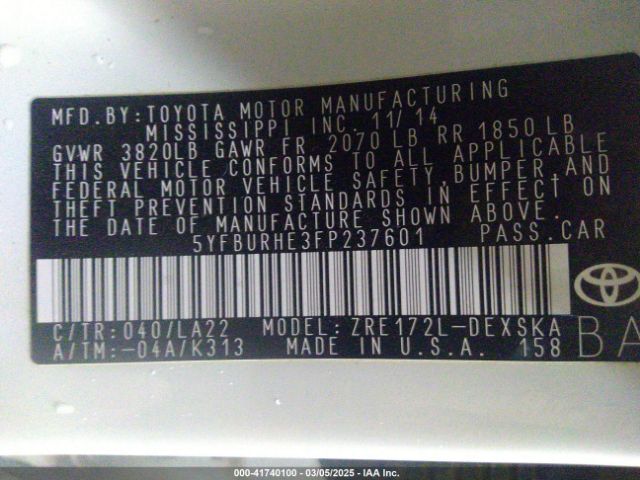 MFD.BY: TOYOTA MOTOR MANUFACTURING
MISSISSIPPI INC. 11/14
GVWR 3820LB GAWR FR 2070 LB RR 1850 LB
THIS VEHICLE CONFORMS TO ALL APPLICABLE
FEDERAL MOTOR VEHICLE SAFETY, BUMPER, AND
THEFT PREVENTION STANDARDS IN EFFECT ON
THE DATE OF MANUFACTURE SHOWN ABOVE.
5YFBURHE3FP237601 PASS.CAR
C/TR: 040/LA22 MODEL: ZRE172L-DEXSKA
A/TM: -04A/K313 MADE IN U.S.A. 158 BA
000-41740100 - 03/05/2025 - IAA Inc.